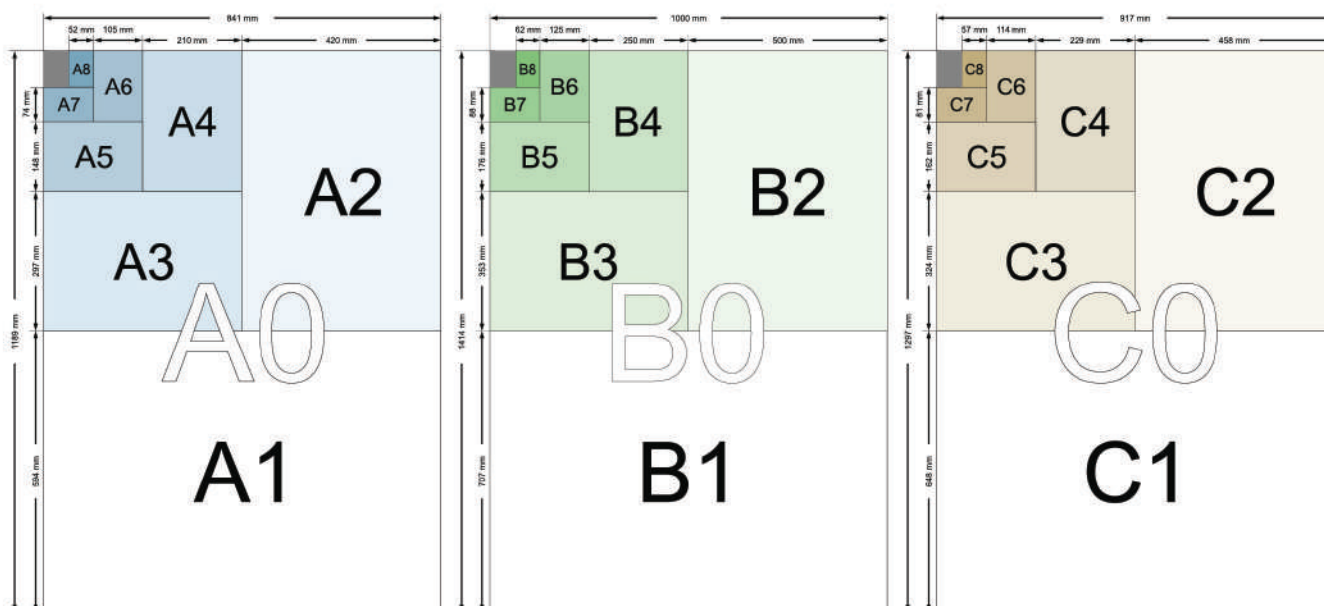 841 mm
52 mm 105 mm 210 mm 420 mm
1189 mm
74 mm
148 mm
297 mm
594 mm
A8
A7
A6
A5
A4
A3
A2
A0
A1
1000 mm
62 mm 125 mm 250 mm 500 mm
1414 mm
88 mm
176 mm
353 mm
707 mm
B8
B7
B6
B5
B4
B3
B2
B0
B1
917 mm
57 mm 114 mm 229 mm 458 mm
1297 mm
81 mm
162 mm
324 mm
648 mm
C8
C7
C6
C5
C4
C3
C2
C0
C1